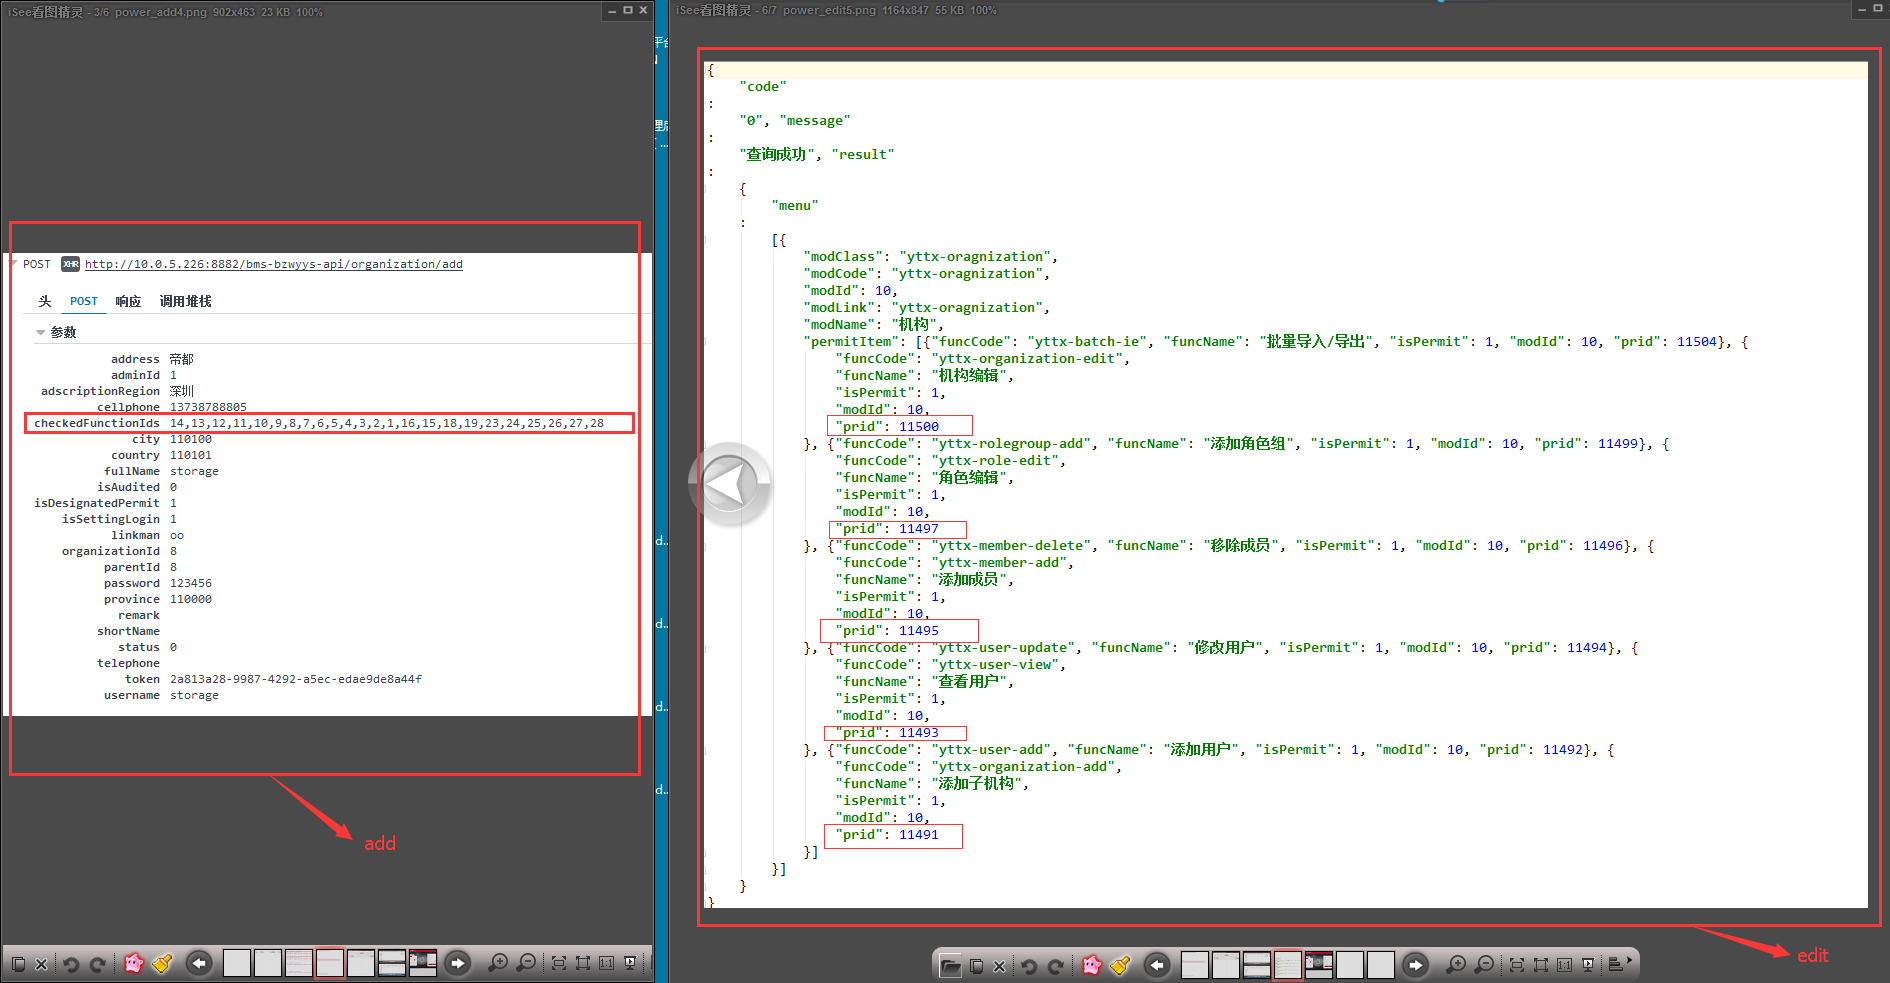 iSee看图精灵 - 3/6 power_add4.png 902x463 23 KB 100%
POST XHR http://10.0.5.226:8882/bms-bzwyys-api/organization/add
头 POST 响应 调用堆栈
参数
address 帝都
adminId 1
adscriptionRegion 深圳
cellphone 13738788805
checkedFunctionIds 14,13,12,11,10,9,8,7,6,5,4,3,2,1,16,15,18,19,23,24,25,26,27,28
city 110100
country 110101
fullName storage
isAudited 0
isDesignatedPermit 1
isSettingLogin 1
linkman oo
organizationId 8
parentId 8
password 123456
province 110000
remark
shortName
status 0
telephone
token 2a813a28-9987-4292-a5ec-edae9de8a44f
username storage
add
iSee看图精灵 - 6/7 power_edit5.png 1164x847 55 KB 100%
{
"code"
:
"0", "message"
:
"查询成功", "result"
:
{
"menu"
:
[{
"modClass": "yttx-oragnization",
"modCode": "yttx-oragnization",
"modId": 10,
"modLink": "yttx-oragnization",
"modName": "机构",
"permitItem": [{"funcCode": "yttx-batch-ie", "funcName": "批量导入/导出", "isPermit": 1, "modId": 10, "prid": 11504}, {
"funcCode": "yttx-organization-edit",
"funcName": "机构编辑",
"isPermit": 1,
"modId": 10,
"prid": 11500
}, {"funcCode": "yttx-rolegroup-add", "funcName": "添加角色组", "isPermit": 1, "modId": 10, "prid": 11499}, {
"funcCode": "yttx-role-edit",
"funcName": "角色编辑",
"isPermit": 1,
"modId": 10,
"prid": 11497
}, {"funcCode": "yttx-member-delete", "funcName": "移除成员", "isPermit": 1, "modId": 10, "prid": 11496}, {
"funcCode": "yttx-member-add",
"funcName": "添加成员",
"isPermit": 1,
"modId": 10,
"prid": 11495
}, {"funcCode": "yttx-user-update", "funcName": "修改用户", "isPermit": 1, "modId": 10, "prid": 11494}, {
"funcCode": "yttx-user-view",
"funcName": "查看用户",
"isPermit": 1,
"modId": 10,
"prid": 11493
}, {"funcCode": "yttx-user-add", "funcName": "添加用户", "isPermit": 1, "modId": 10, "prid": 11492}, {
"funcCode": "yttx-organization-add",
"funcName": "添加子机构",
"isPermit": 1,
"modId": 10,
"prid": 11491
}]
}]
}
}
edit